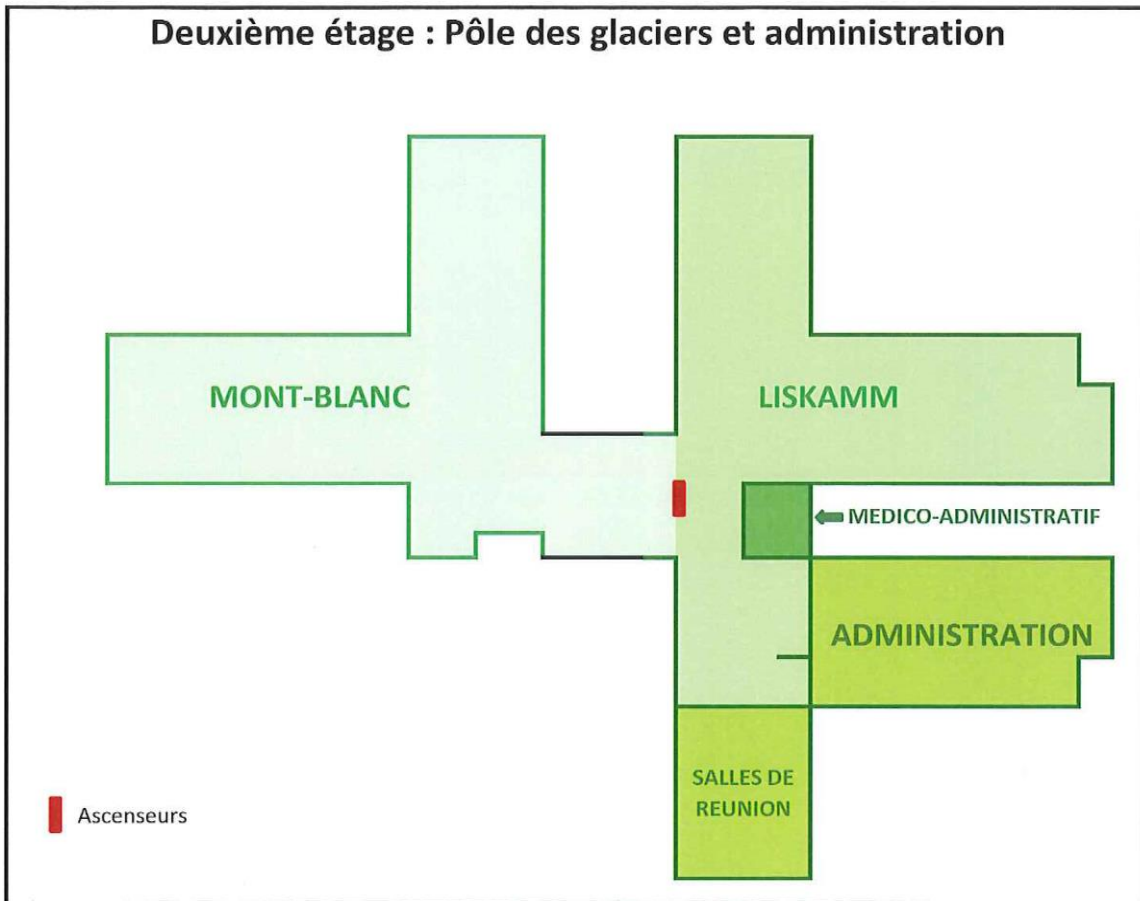 Deuxième étage : Pôle des glaciers et administration
MONT-BLANC
LISKAMM
MEDICO-ADMINISTRATIF
ADMINISTRATION
SALLES DE
REUNION
Ascenseurs